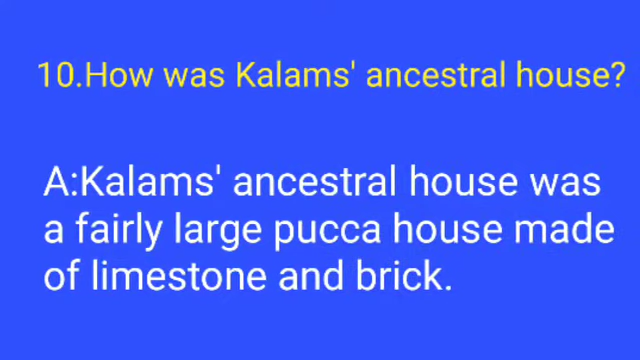 10.How was Kalams' ancestral house?
A:Kalams' ancestral house was
a fairly large pucca house made
of limestone and brick.